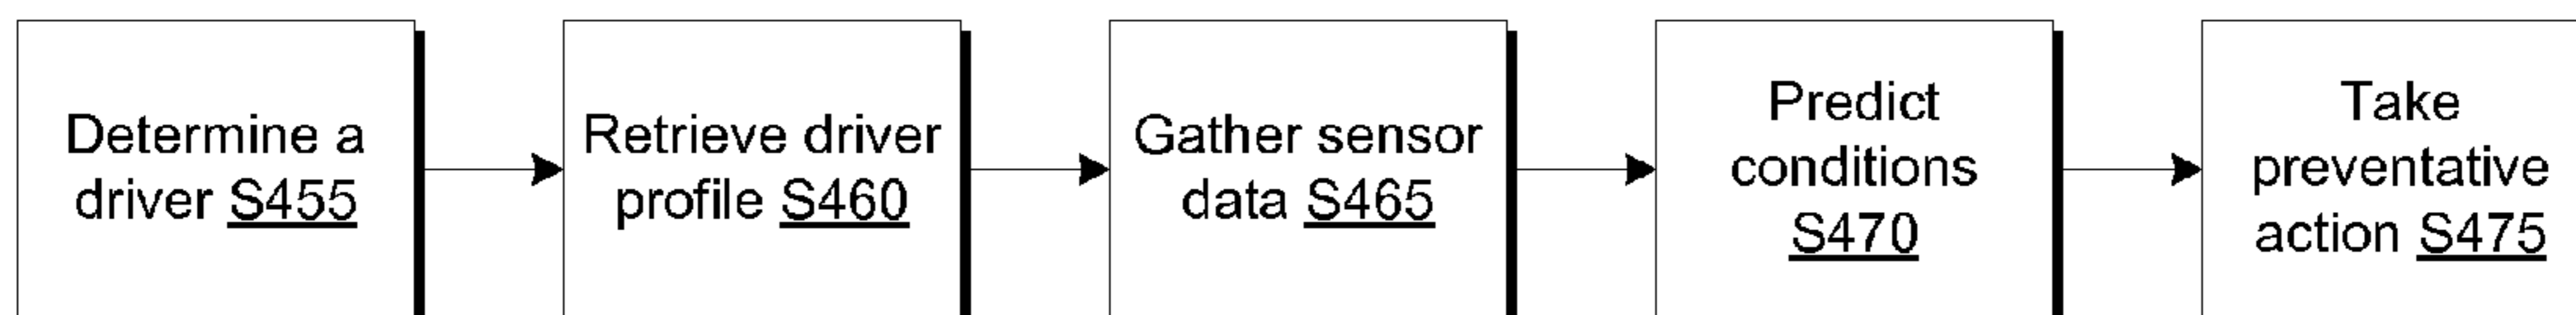 Determine a
driver S455
Retrieve driver
profile S460
Gather sensor
data S465
Predict
conditions
S470
Take
preventative
action S475